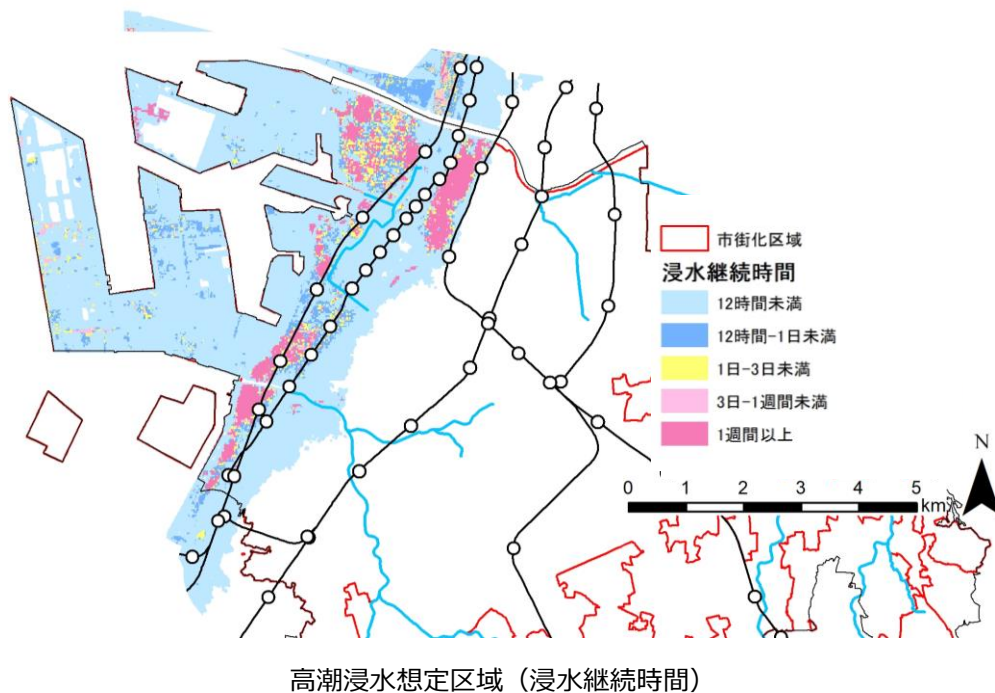 市街化区域
浸水継続時間
12時間未満
12時間-1日未満
1日-3日未満
3日-1週間未満
1週間以上
N
0 1 2 3 4 5
km
高潮浸水想定区域（浸水継続時間）